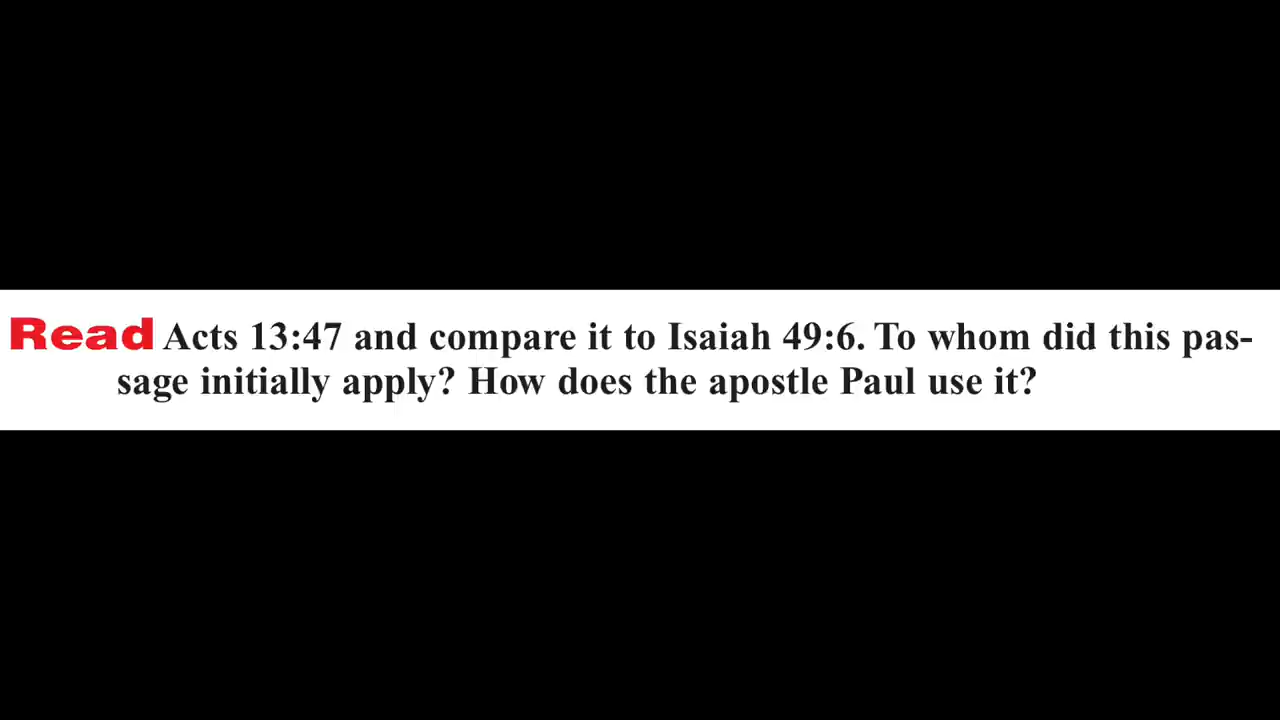 Read Acts 13:47 and compare it to Isaiah 49:6. To whom did this pas-
sage initially apply? How does the apostle Paul use it?